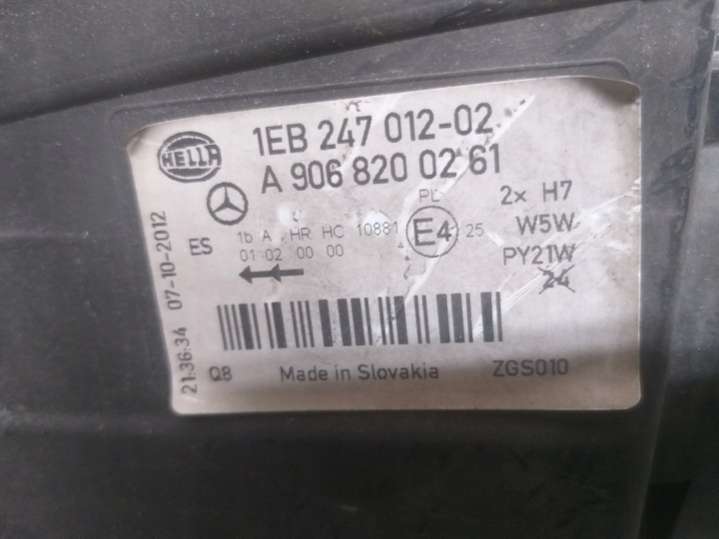 HELLA
1EB 247 012-02
A 906 820 02 61
21:36:34 07-10-2012
ES
1b A HR HC 10881
01 02 00 00
PL
E4
25
2x H7
W5W
PY21W
24
Q8 Made in Slovakia ZGS010